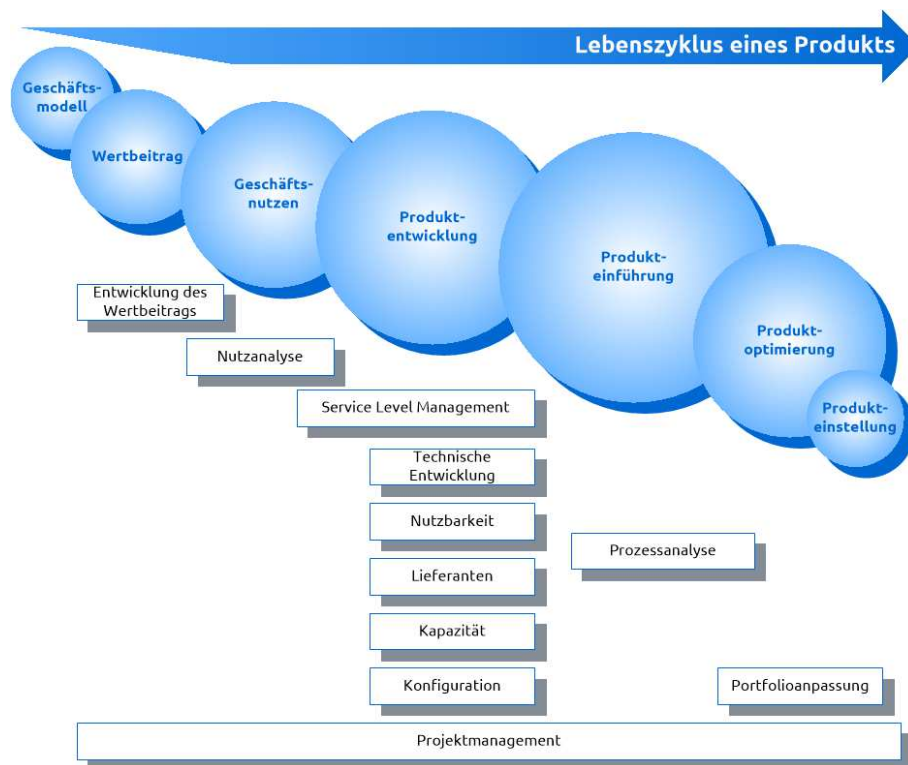 Lebenszyklus eines Produkts
Geschäfts-
modell
Wertbeitrag
Geschäfts-
nutzen
Produkt-
entwicklung
Produkt-
einführung
Produkt-
optimierung
Produkt-
einstellung
Entwicklung des
Wertbeitrags
Nutzanalyse
Service Level Management
Technische
Entwicklung
Nutzbarkeit
Prozessanalyse
Lieferanten
Kapazität
Konfiguration
Portfolioanpassung
Projektmanagement